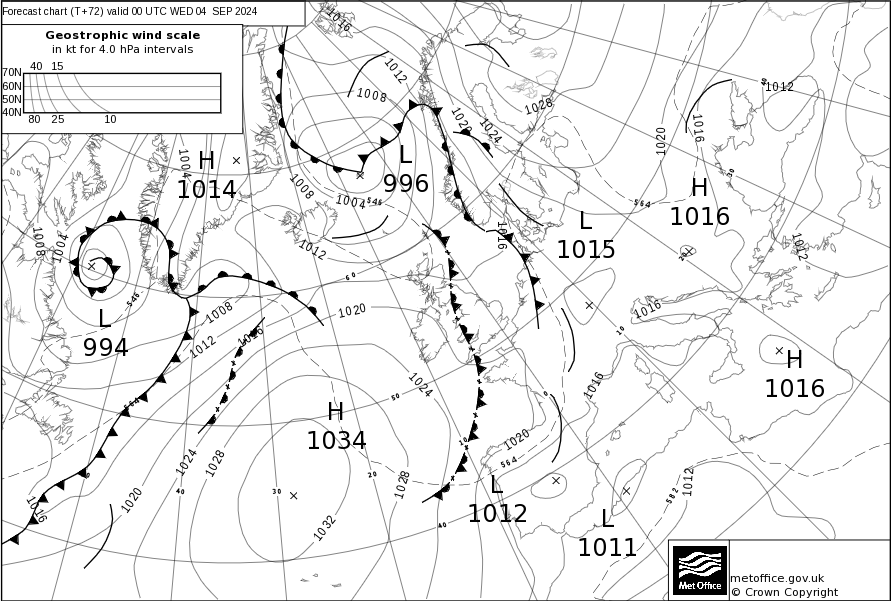 Forecast chart (T+72) valid 00 UTC WED 04 SEP 2024
Geostrophic wind scale
in kt for 4.0 hPa intervals
40 15
70N
60N
50N
40N
80 25 10
1016
1012
1008
1028
1012
1020
1024
1020
1016
H
1014
1004
L
996
1008
1004
546
564
H
1016
L
1015
1008
1004
1012
1016
1012
L
994
546
60
1008
1020
1016
1012
1016
10
H
1016
564
H
1034
50
1024
1016
0
1020
10
564
1024
1028
40
30
20
1028
1020
1016
1032
40
L
1012
L
1011
582
1012
metoffice.gov.uk
© Crown Copyright
Met Office